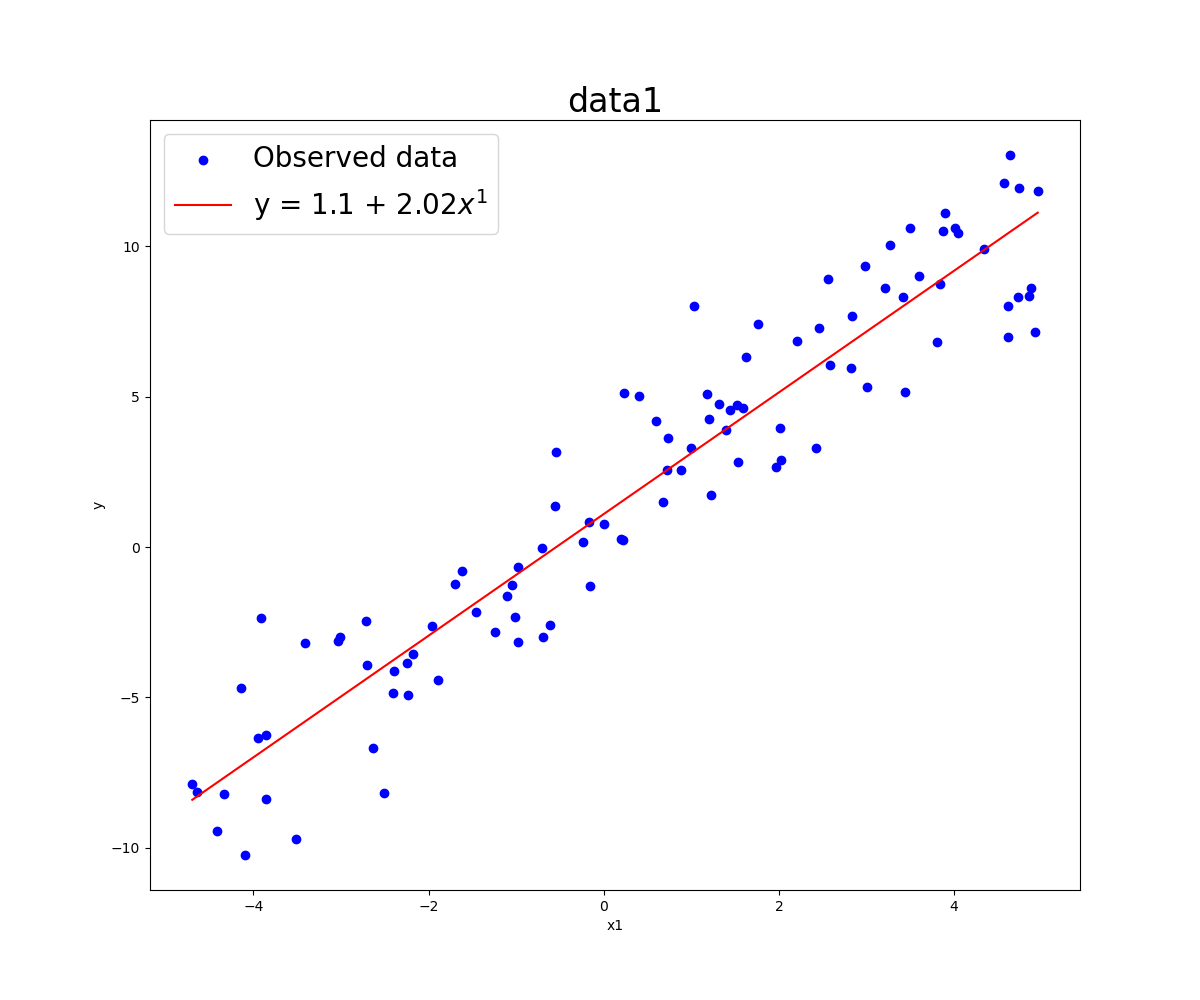 data1
Observed data
y = 1.1 + 2.02x¹
10
5
0
−5
−10
y
−4 −2 0 2 4
x1